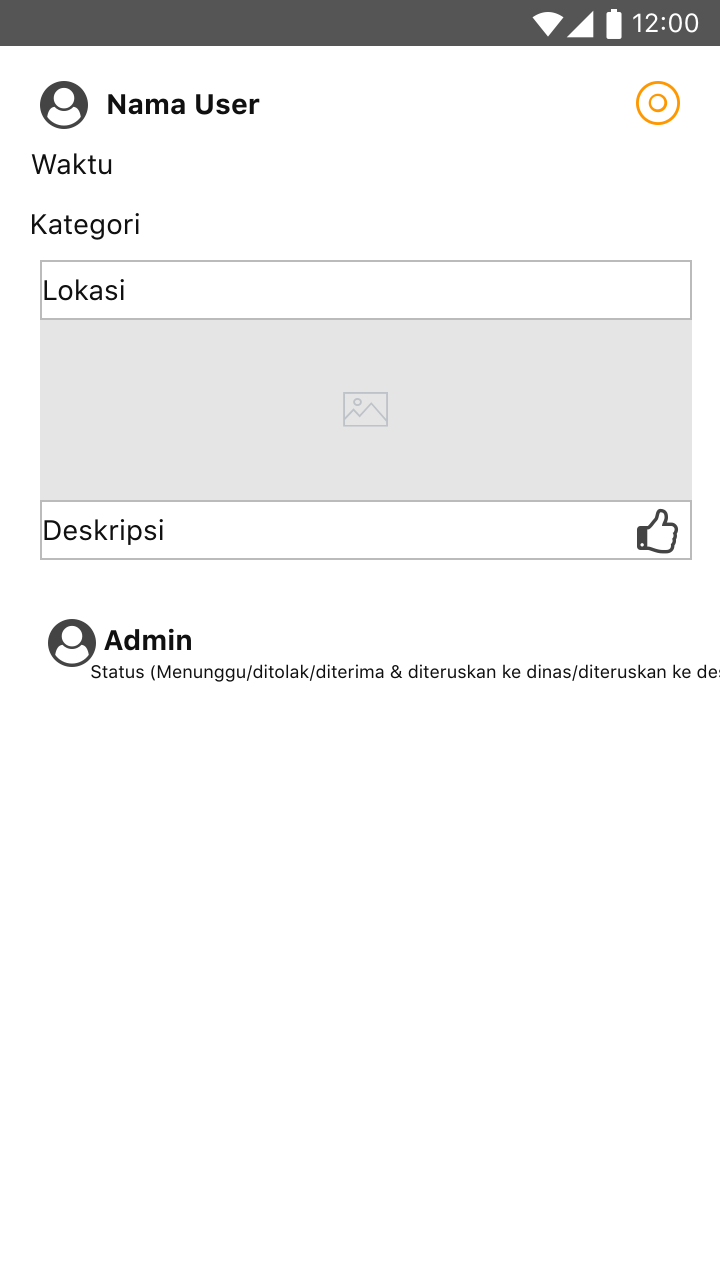 12:00
Nama User
Waktu
Kategori
Lokasi
Deskripsi
Admin
Status (Menunggu/ditolak/diterima & diteruskan ke dinas/diteruskan ke